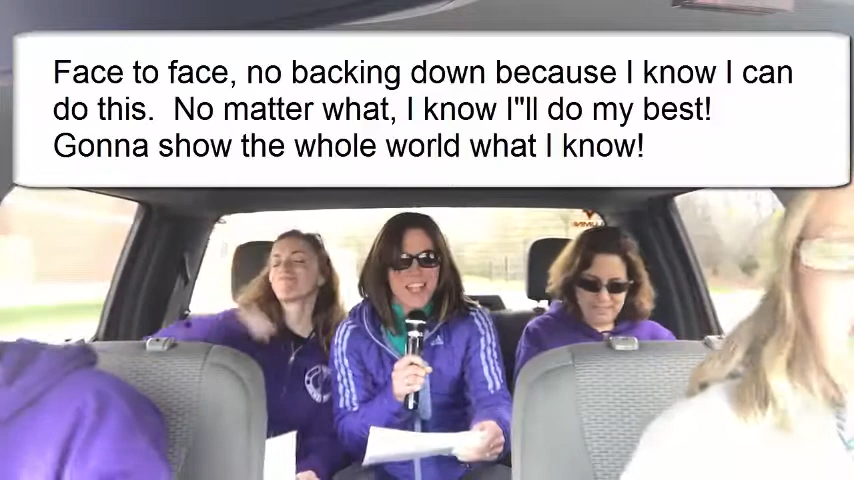 Face to face, no backing down because I know I can
do this.  No matter what, I know I"ll do my best!
Gonna show the whole world what I know!